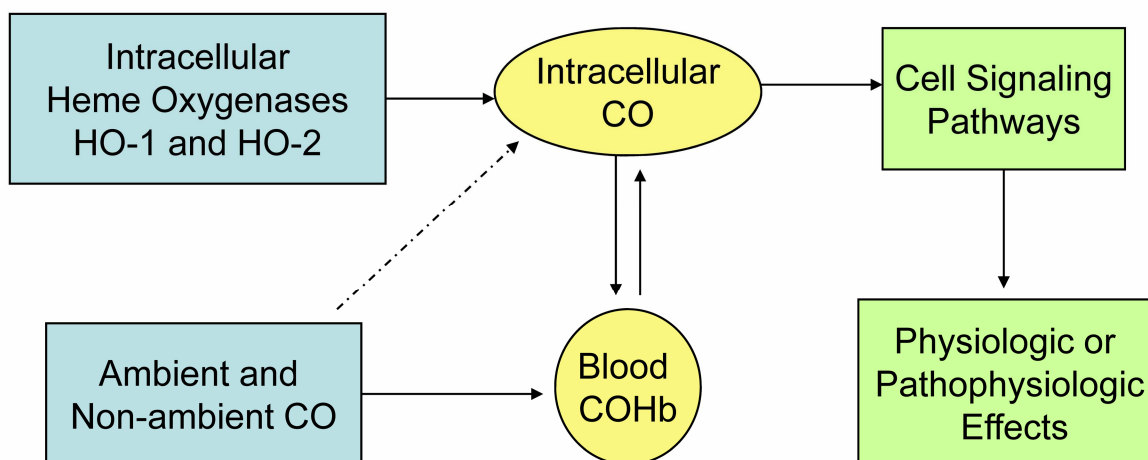 Intracellular
Heme Oxygenases
HO-1 and HO-2
Intracellular
CO
Cell Signaling
Pathways
Ambient and
Non-ambient CO
Blood
COHb
Physiologic or
Pathophysiologic
Effects